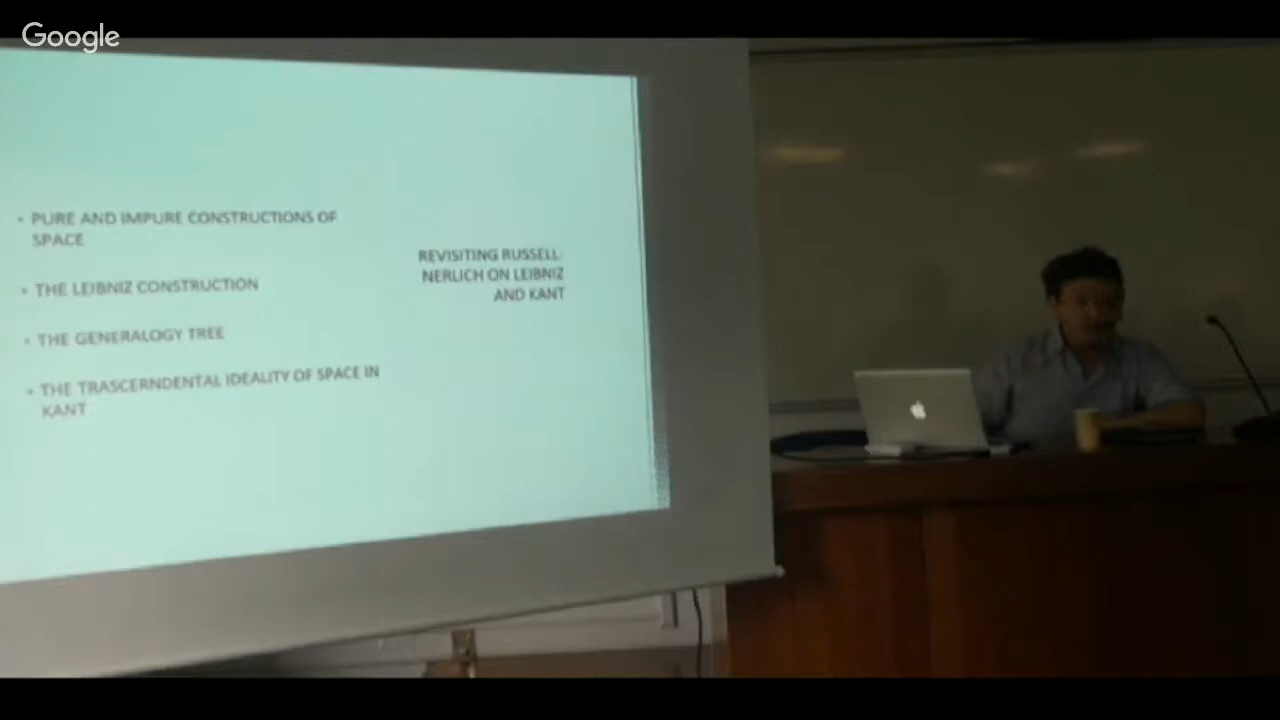 Google
• PURE AND IMPURE CONSTRUCTIONS OF
SPACE
• THE LEIBNIZ CONSTRUCTION
• THE GENERALOGY TREE
• THE TRASCERNDENTAL IDEALITY OF SPACE IN
KANT
REVISITING RUSSELL:
NERLICH ON LEIBNIZ
AND KANT